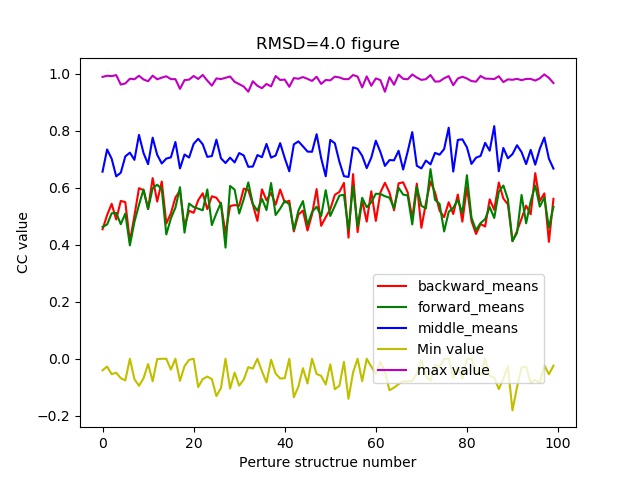 RMSD=4.0 figure
1.0
0.8
0.6
0.4
0.2
0.0
−0.2
CC value
backward_means
forward_means
middle_means
Min value
max value
0 20 40 60 80 100
Perture structrue number